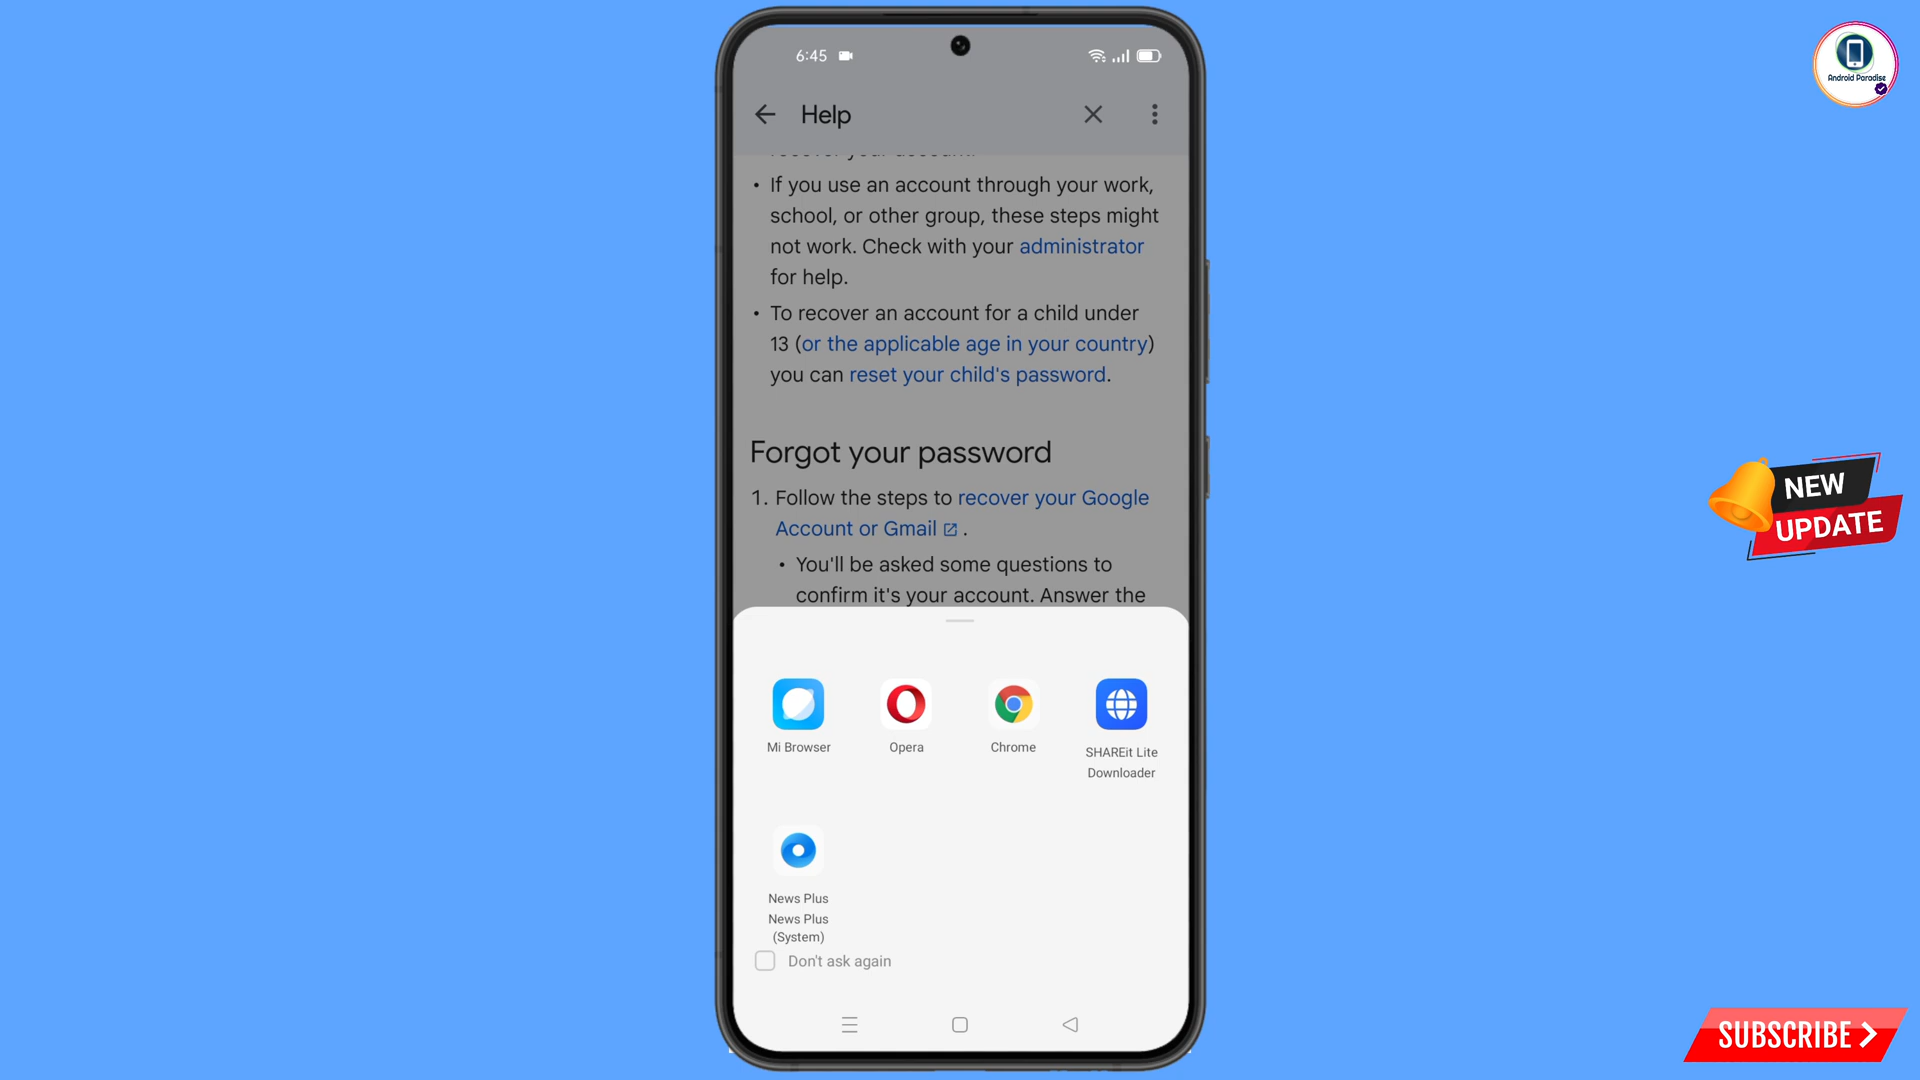 6:45
Android Paradise
Help
If you use an account through your work,
school, or other group, these steps might
not work. Check with your administrator
for help.
To recover an account for a child under
13 (or the applicable age in your country)
you can reset your child's password.
Forgot your password
1. Follow the steps to recover your Google
Account or Gmail .
You'll be asked some questions to
confirm it's your account. Answer the
NEW
UPDATE
Mi Browser
Opera
Chrome
SHAREit Lite
Downloader
News Plus
News Plus
(System)
Don't ask again
SUBSCRIBE